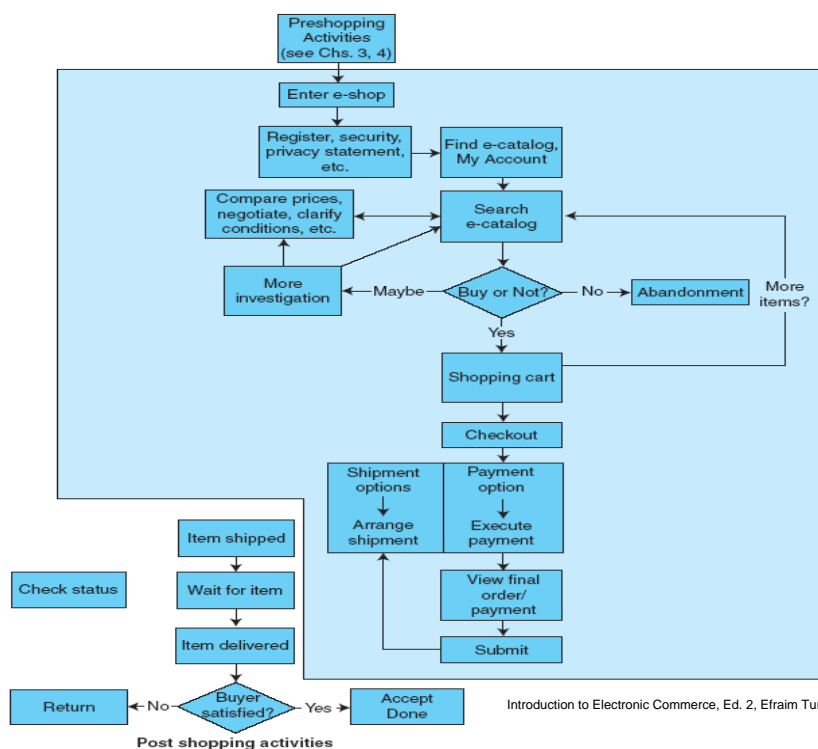 Preshopping
Activities
(see Chs. 3, 4)
Enter e-shop
Register, security,
privacy statement,
etc.
Find e-catalog,
My Account
Compare prices,
negotiate, clarify
conditions, etc.
Search
e-catalog
More
investigation
Maybe
Buy or Not?
No
Abandonment
More
items?
Yes
Shopping cart
Checkout
Shipment
options
Arrange
shipment
Payment
option
Execute
payment
View final
order/
payment
Submit
Item shipped
Check status
Wait for item
Item delivered
Buyer
satisfied?
No
Return
Yes
Accept
Done
Post shopping activities
Introduction to Electronic Commerce, Ed. 2, Efraim